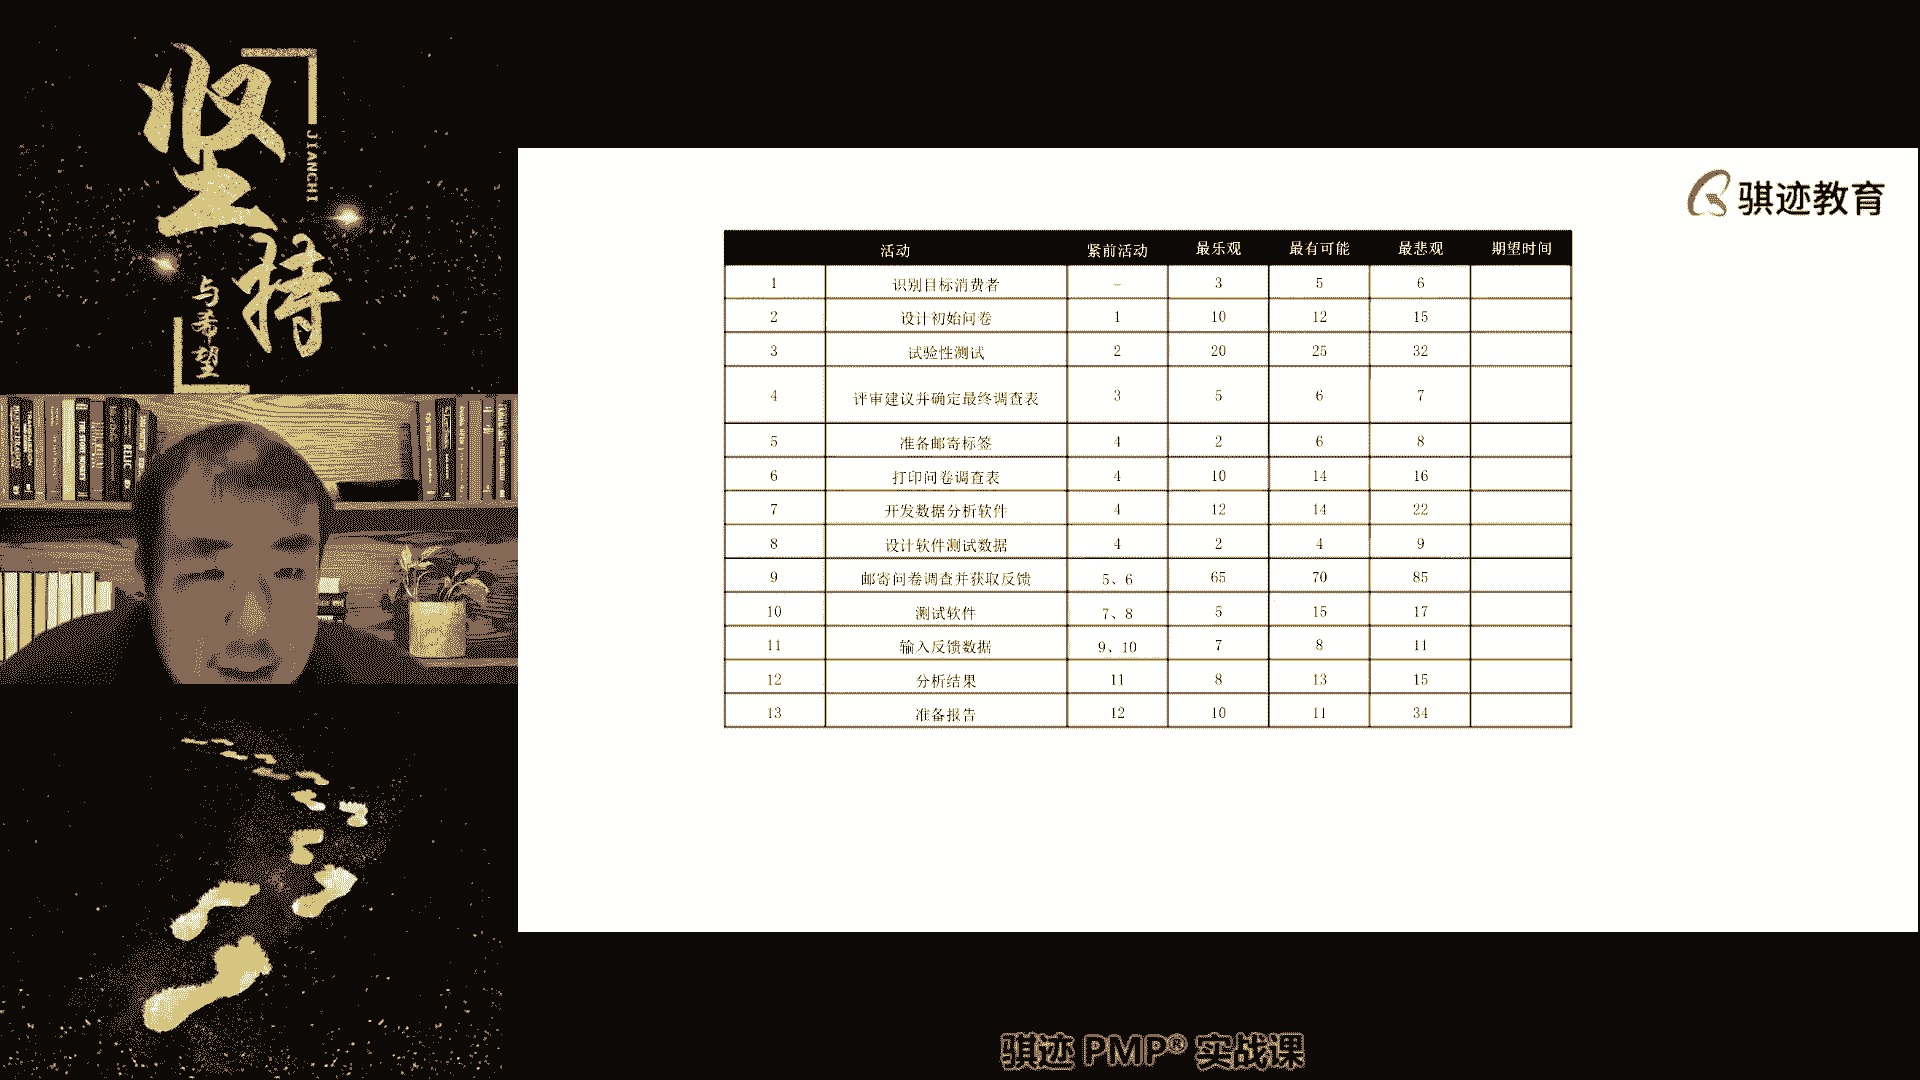 坚持
JIANCHI
与希望
骐迹教育
活动 紧前活动 最乐观 最有可能 最悲观 期望时间
1 识别目标消费者 – 3 5 6
2 设计初始问卷 1 10 12 15
3 试验性测试 2 20 25 32
4 评审建议并确定最终调查表 3 5 6 7
5 准备邮寄标签 4 2 6 8
6 打印问卷调查表 4 10 14 16
7 开发数据分析软件 4 12 14 22
8 设计软件测试数据 4 2 4 9
9 邮寄问卷调查并获取反馈 5、6 65 70 85
10 测试软件 7、8 5 15 17
11 输入反馈数据 9、10 7 8 11
12 分析结果 11 8 13 15
13 准备报告 12 10 11 34
骐迹 PMP® 实战课